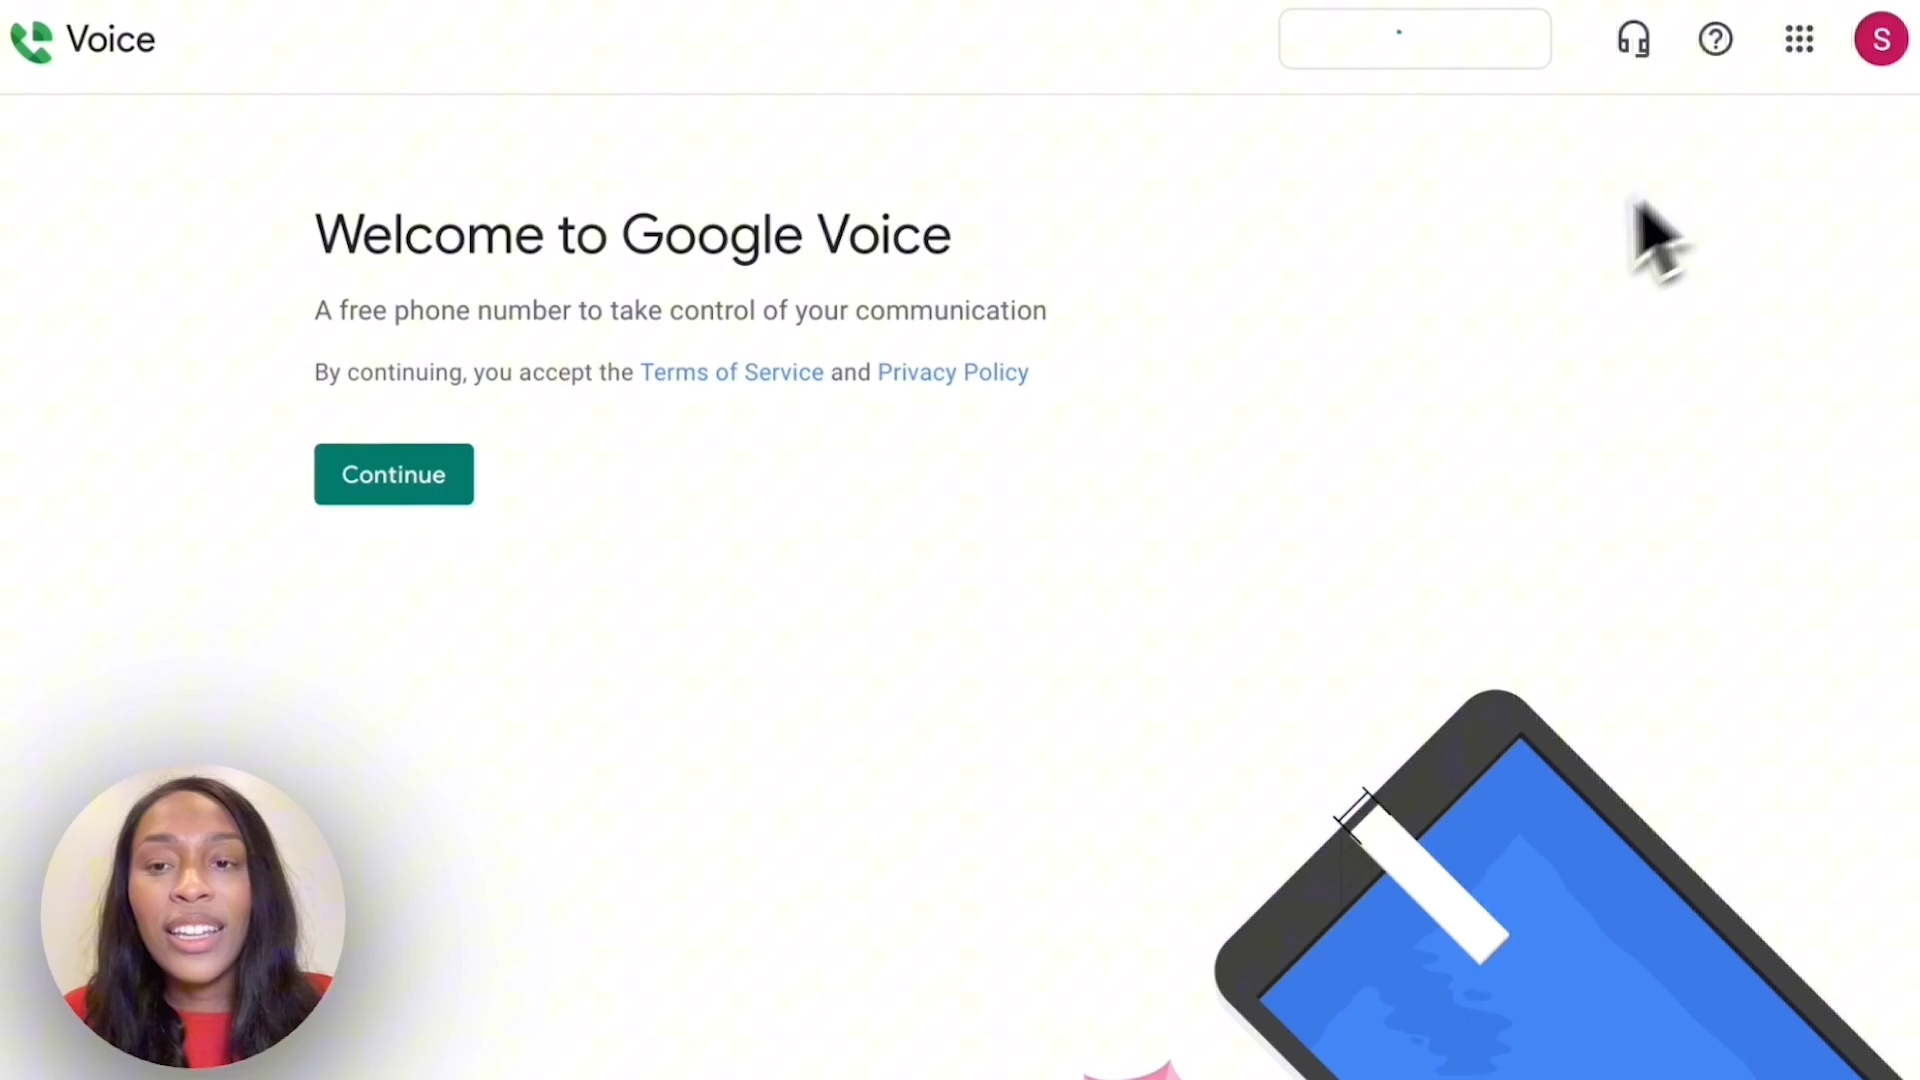 Voice
S
Welcome to Google Voice
A free phone number to take control of your communication
By continuing, you accept the Terms of Service and Privacy Policy
Continue